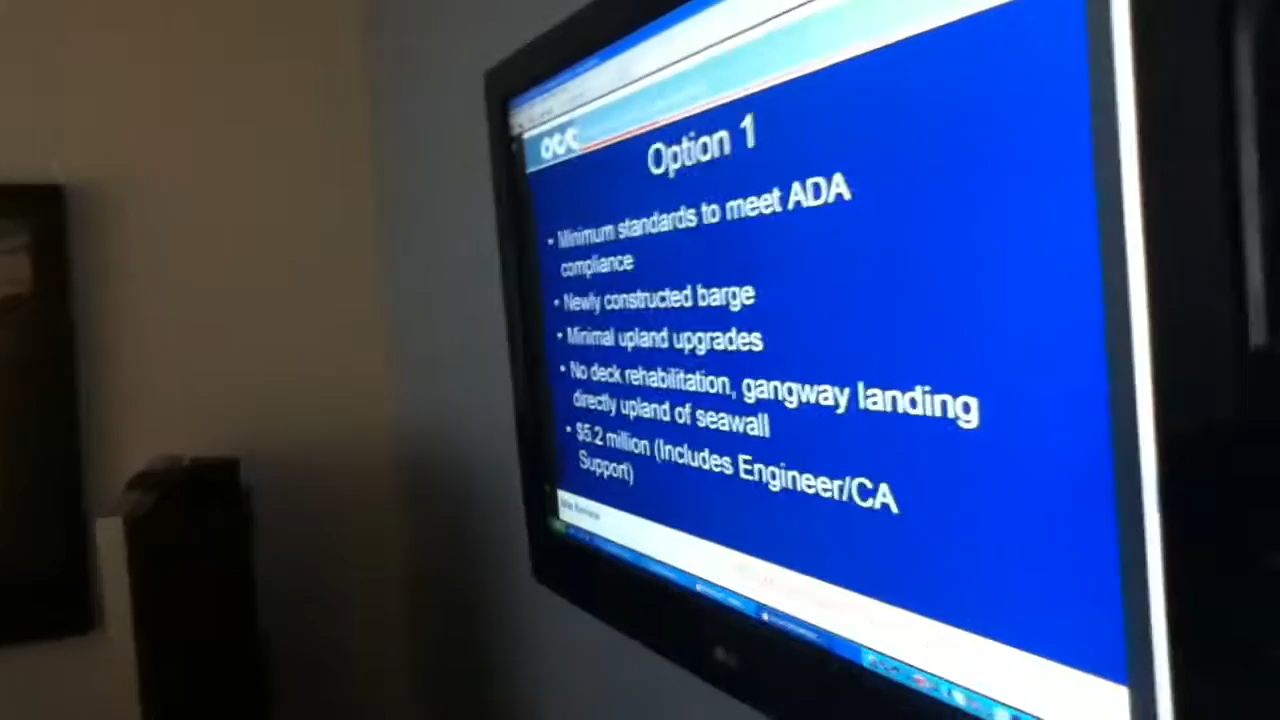 Option 1
• Minimum standards to meet ADA
compliance
• Newly constructed barge
• Minimal upland upgrades
• No deck rehabilitation, gangway landing
directly upland of seawall
• $5.2 million (Includes Engineer/CA
Support)